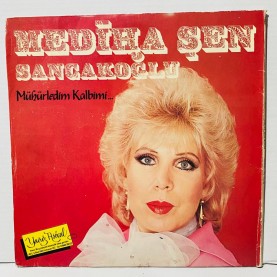 MEDİHA ŞEN
SANCAKOĞLU
Mühürledim Kalbimi...